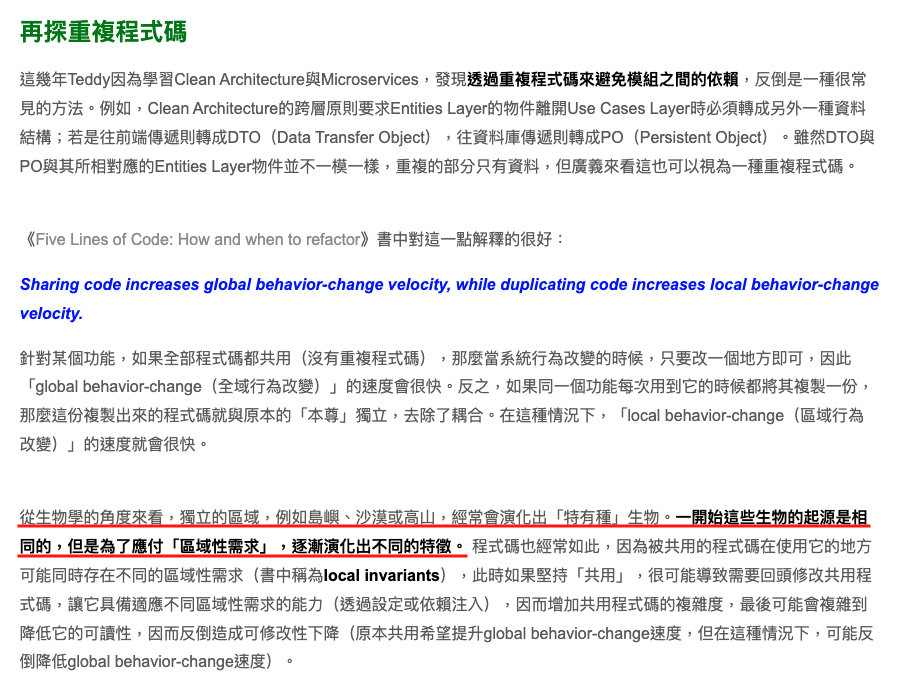 再探重複程式碼
這幾年Teddy因為學習Clean Architecture與Microservices，發現透過重複程式碼來避免模組之間的依賴，反倒是一種很常
見的方法。例如，Clean Architecture的跨層原則要求Entities Layer的物件離開Use Cases Layer時必須轉成另外一種資料
結構；若是往前端傳遞則轉成DTO（Data Transfer Object），往資料庫傳遞則轉成PO（Persistent Object）。雖然DTO與
PO與其所相對應的Entities Layer物件並不一模一樣，重複的部分只有資料，但廣義來看這也可以視為一種重複程式碼。
《Five Lines of Code: How and when to refactor》書中對這一點解釋的很好：
Sharing code increases global behavior-change velocity, while duplicating code increases local behavior-change
velocity.
針對某個功能，如果全部程式碼都共用（沒有重複程式碼），那麼當系統行為改變的時候，只要改一個地方即可，因此
「global behavior-change（全域行為改變）」的速度會很快。反之，如果同一個功能每次用到它的時候都將其複製一份，
那麼這份複製出來的程式碼就與原本的「本尊」獨立，去除了耦合。在這種情況下，「local behavior-change（區域行為
改變）」的速度就會很快。
從生物學的角度來看，獨立的區域，例如島嶼、沙漠或高山，經常會演化出「特有種」生物。一開始這些生物的起源是相
同的，但是為了應付「區域性需求」，逐漸演化出不同的特徵。程式碼也經常如此，因為被共用的程式碼在使用它的地方
可能同時存在不同的區域性需求（書中稱為local invariants），此時如果堅持「共用」，很可能導致需要回頭修改共用程
式碼，讓它具備適應不同區域性需求的能力（透過設定或依賴注入），因而增加共用程式碼的複雜度，最後可能會複雜到
降低它的可讀性，因而反倒造成可修改性下降（原本共用希望提升global behavior-change速度，但在這種情況下，可能反
倒降低global behavior-change速度）。